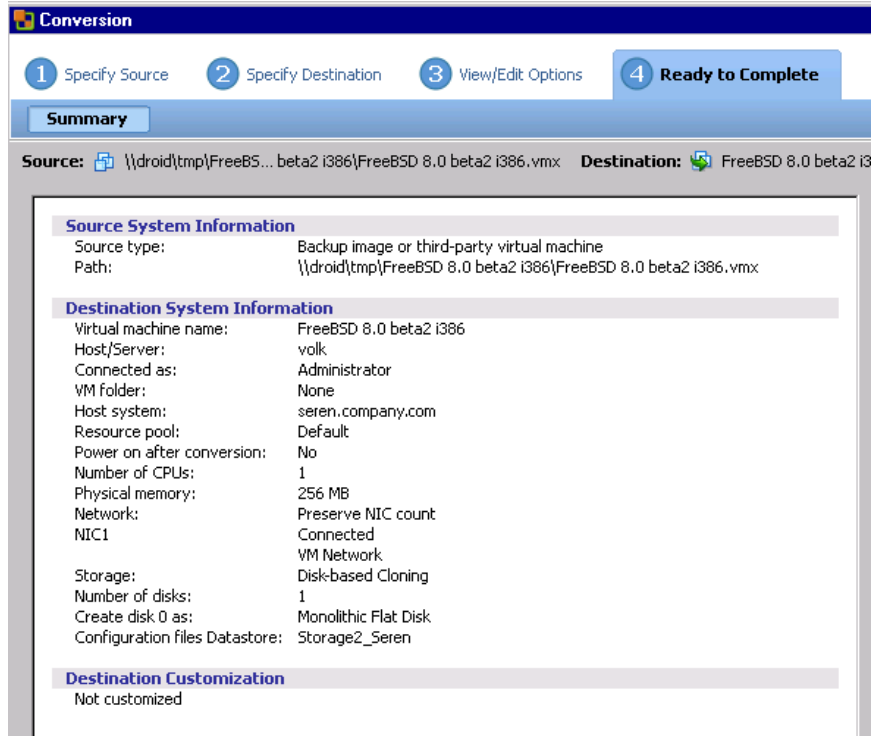 Conversion
1 Specify Source 2 Specify Destination 3 View/Edit Options 4 Ready to Complete
Summary
Source: \\droid\tmp\FreeBS... beta2 i386\FreeBSD 8.0 beta2 i386.vmx Destination: FreeBSD 8.0 beta2 i3
Source System Information
Source type: Backup image or third-party virtual machine
Path: \\droid\tmp\FreeBSD 8.0 beta2 i386\FreeBSD 8.0 beta2 i386.vmx
Destination System Information
Virtual machine name: FreeBSD 8.0 beta2 i386
Host/Server: volk
Connected as: Administrator
VM folder: None
Host system: seren.company.com
Resource pool: Default
Power on after conversion: No
Number of CPUs: 1
Physical memory: 256 MB
Network: Preserve NIC count
NIC1 Connected
VM Network
Storage: Disk-based Cloning
Number of disks: 1
Create disk 0 as: Monolithic Flat Disk
Configuration files Datastore: Storage2_Seren
Destination Customization
Not customized